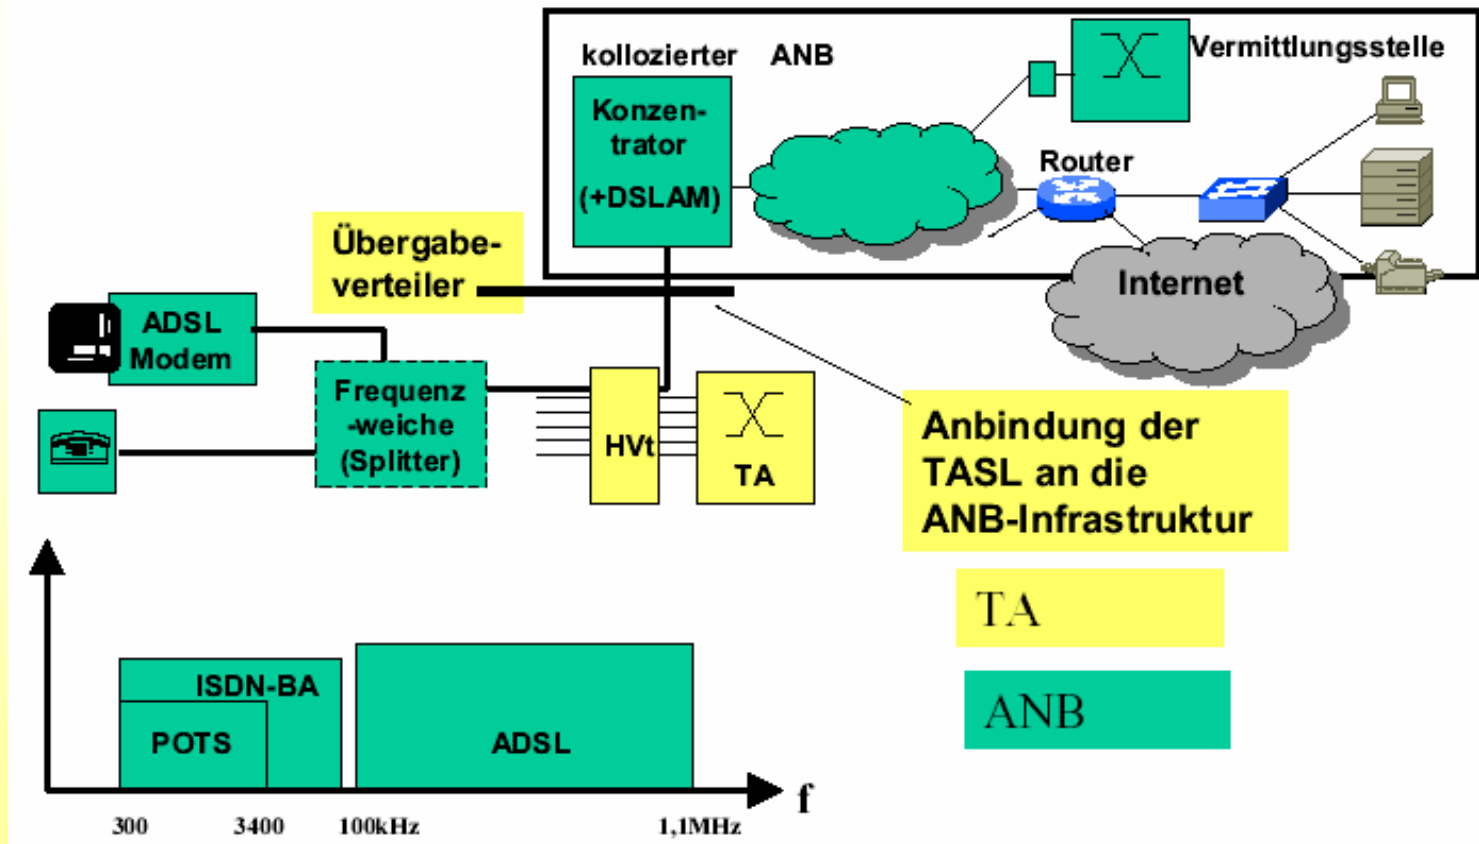 kollozierter ANB
Vermittlungsstelle
Konzen-
trator
(+DSLAM)
Router
Internet
Übergabe-
verteiler
ADSL
Modem
Frequenz
-weiche
(Splitter)
HVt
TA
Anbindung der
TASL an die
ANB-Infrastruktur
TA
ANB
ISDN-BA
POTS
ADSL
f
300 3400 100kHz 1,1MHz